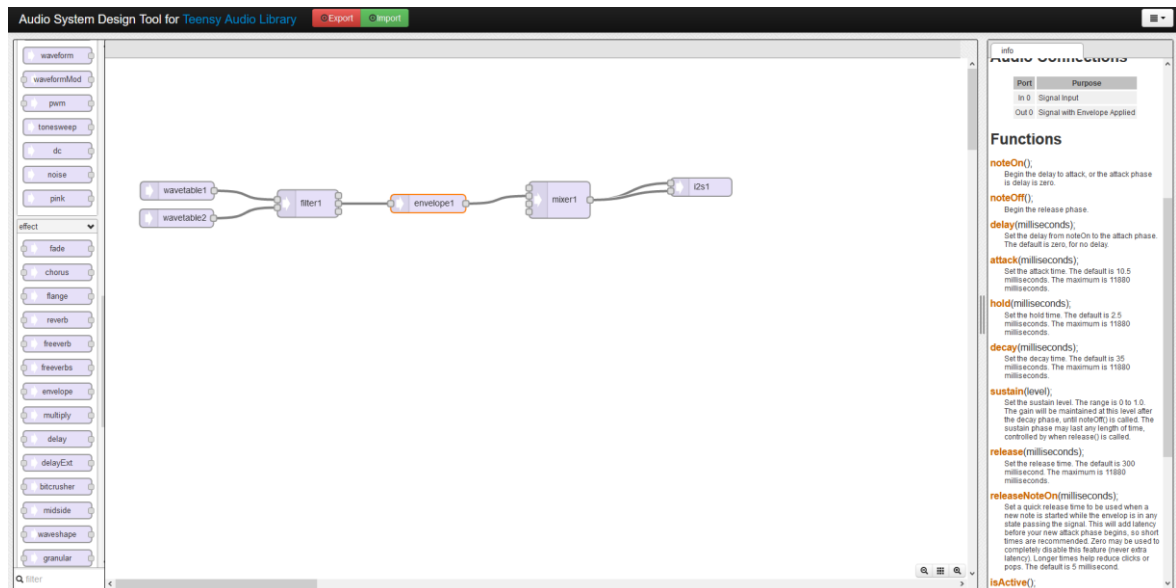 Audio System Design Tool for Teensy Audio Library
Export
Import
waveform
waveformMod
pwm
tonesweep
dc
noise
pink
effect
fade
chorus
flange
reverb
freeverb
freeverbs
envelope
multiply
delay
delayExt
bitcrusher
midside
waveshape
granular
filter
wavetable1
wavetable2
filter1
envelope1
mixer1
i2s1
info
Audio Connections
Port Purpose
In 0 Signal Input
Out 0 Signal with Envelope Applied
Functions
noteOn();
Begin the delay to attack, or the attack phase
is delay is zero.
noteOff();
Begin the release phase.
delay(milliseconds);
Set the delay from noteOn to the attach phase.
The default is zero, for no delay.
attack(milliseconds);
Set the attack time. The default is 10.5
milliseconds. The maximum is 11880
milliseconds.
hold(milliseconds);
Set the hold time. The default is 2.5
milliseconds. The maximum is 11880
milliseconds.
decay(milliseconds);
Set the decay time. The default is 35
milliseconds. The maximum is 11880
milliseconds.
sustain(level);
Set the sustain level. The range is 0 to 1.0.
The gain will be maintained at this level after
the decay phase, until noteOff() is called. The
sustain phase may last any length of time,
controlled by when release() is called.
release(milliseconds);
Set the release time. The default is 300
millisecond. The maximum is 11880
milliseconds.
releaseNoteOn(milliseconds);
Set a quick release time to be used when a
new note is started while the envelop is in any
state passing the signal. This will add latency
before your new attack phase begins, so short
times are recommended. Zero may be used to
completely disable this feature (never extra
latency). Longer times help reduce clicks or
pops. The default is 5 millisecond.
isActive();